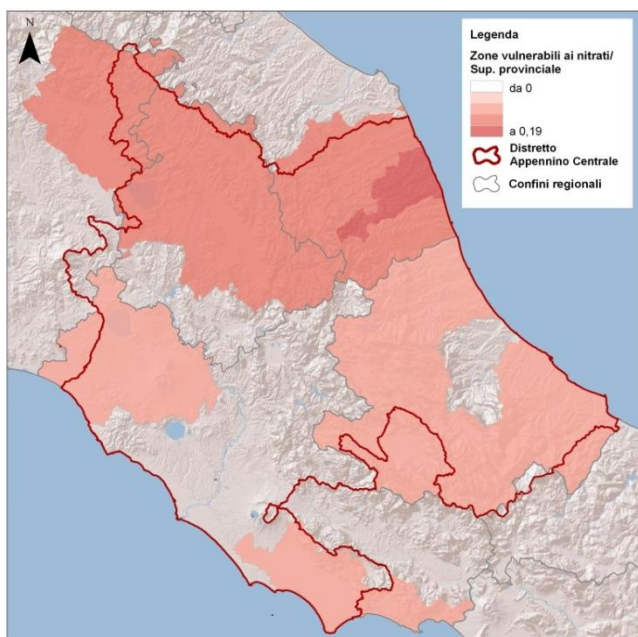 N
Legenda
Zone vulnerabili ai nitrati/
Sup. provinciale
da 0
a 0,19
Distretto
Appennino Centrale
Confini regionali